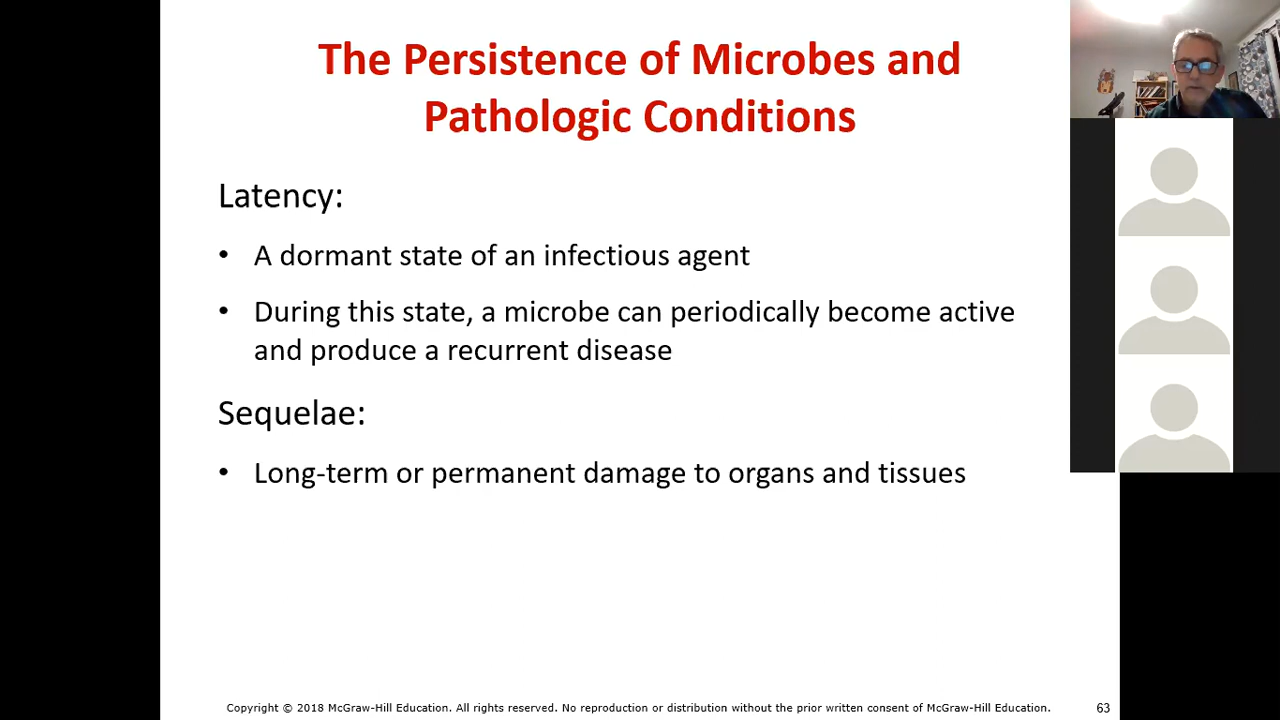 The Persistence of Microbes and
Pathologic Conditions
Latency:
• A dormant state of an infectious agent
• During this state, a microbe can periodically become active
and produce a recurrent disease
Sequelae:
• Long-term or permanent damage to organs and tissues
Copyright © 2018 McGraw-Hill Education. All rights reserved. No reproduction or distribution without the prior written consent of McGraw-Hill Education.
63